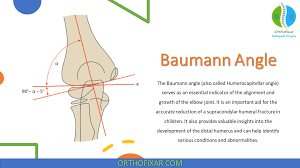 OrthoFixar
Orthopedic Surgery
Baumann Angle
α
a
90°-α-5°
The Baumann angle (also called Humerocapitellar angle)
serves as an essential indicator of the alignment and
growth of the elbow joint. It is an important aid for the
accurate reduction of a supracondylar humeral fracture in
children. It also provides valuable insights into the
development of the distal humerus and can help identify
various conditions and abnormalities.
ORTHOFIXAR.COM